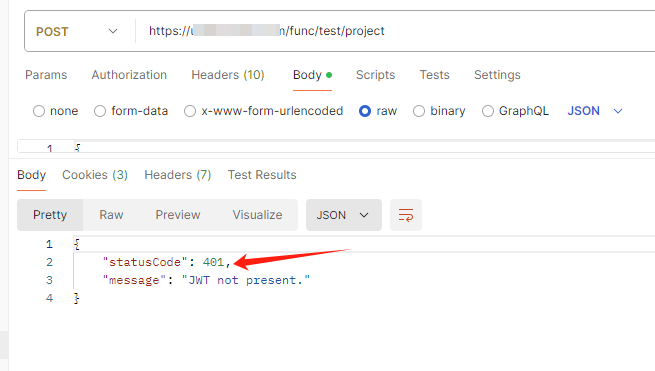 POST https://u m/func/test/project
Params Authorization Headers (10) Body Scripts Tests Settings
none form-data x-www-form-urlencoded raw binary GraphQL JSON
1 {
Body Cookies (3) Headers (7) Test Results
Pretty Raw Preview Visualize JSON
1 {
2 "statusCode": 401,
3 "message": "JWT not present."
4 }